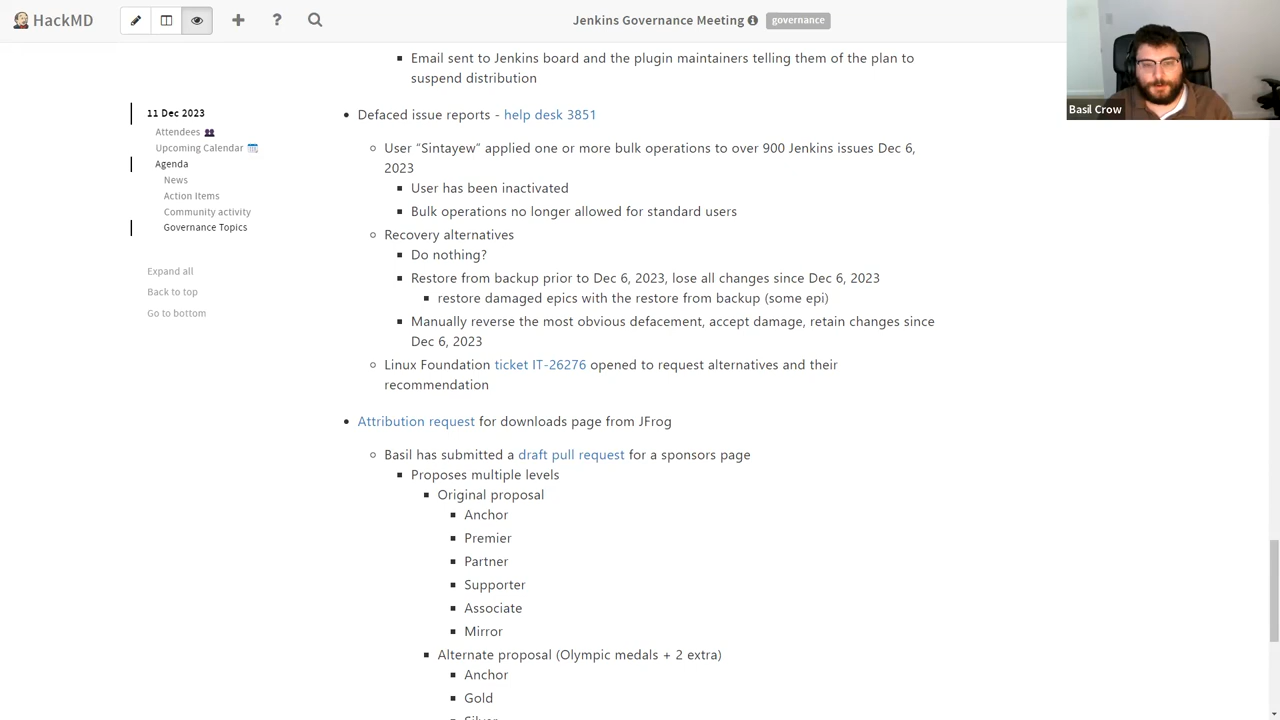 HackMD
Jenkins Governance Meeting
governance
Basil Crow
11 Dec 2023
Attendees
Upcoming Calendar
Agenda
News
Action Items
Community activity
Governance Topics
Expand all
Back to top
Go to bottom
Email sent to Jenkins board and the plugin maintainers telling them of the plan to
suspend distribution
Defaced issue reports - help desk 3851
User “Sintayew” applied one or more bulk operations to over 900 Jenkins issues Dec 6,
2023
User has been inactivated
Bulk operations no longer allowed for standard users
Recovery alternatives
Do nothing?
Restore from backup prior to Dec 6, 2023, lose all changes since Dec 6, 2023
restore damaged epics with the restore from backup (some epi)
Manually reverse the most obvious defacement, accept damage, retain changes since
Dec 6, 2023
Linux Foundation ticket IT-26276 opened to request alternatives and their
recommendation
Attribution request for downloads page from JFrog
Basil has submitted a draft pull request for a sponsors page
Proposes multiple levels
Original proposal
Anchor
Premier
Partner
Supporter
Associate
Mirror
Alternate proposal (Olympic medals + 2 extra)
Anchor
Gold
Silver